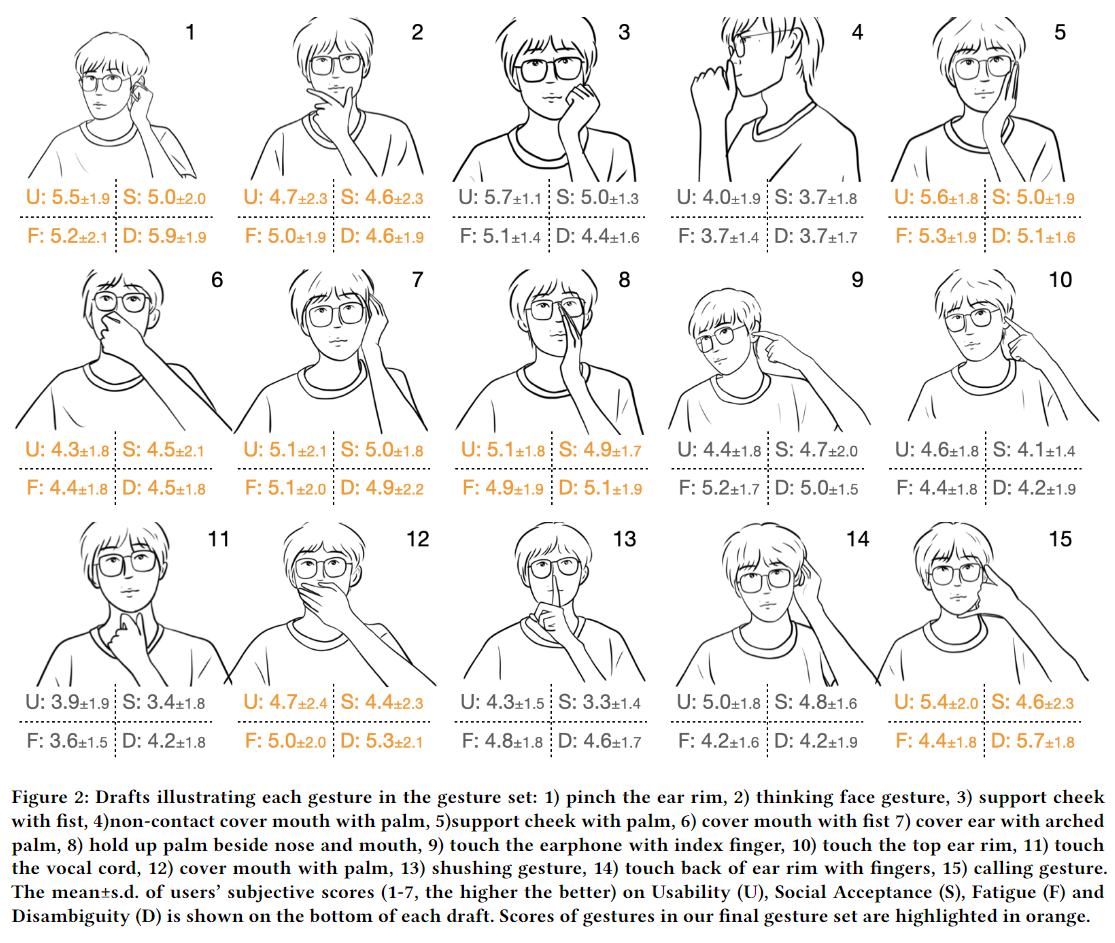 1 2 3 4 5
U: 5.5±1.9 S: 5.0±2.0 U: 4.7±2.3 S: 4.6±2.3 U: 5.7±1.1 S: 5.0±1.3 U: 4.0±1.9 S: 3.7±1.8 U: 5.6±1.8 S: 5.0±1.9
F: 5.2±2.1 D: 5.9±1.9 F: 5.0±1.9 D: 4.6±1.9 F: 5.1±1.4 D: 4.4±1.6 F: 3.7±1.4 D: 3.7±1.7 F: 5.3±1.9 D: 5.1±1.6
6 7 8 9 10
U: 4.3±1.8 S: 4.5±2.1 U: 5.1±2.1 S: 5.0±1.8 U: 5.1±1.8 S: 4.9±1.7 U: 4.4±1.8 S: 4.7±2.0 U: 4.6±1.8 S: 4.1±1.4
F: 4.4±1.8 D: 4.5±1.8 F: 5.1±2.0 D: 4.9±2.2 F: 4.9±1.9 D: 5.1±1.9 F: 5.2±1.7 D: 5.0±1.5 F: 4.4±1.8 D: 4.2±1.9
11 12 13 14 15
U: 3.9±1.9 S: 3.4±1.8 U: 4.7±2.4 S: 4.4±2.3 U: 4.3±1.5 S: 3.3±1.4 U: 5.0±1.8 S: 4.8±1.6 U: 5.4±2.0 S: 4.6±2.3
F: 3.6±1.5 D: 4.2±1.8 F: 5.0±2.0 D: 5.3±2.1 F: 4.8±1.8 D: 4.6±1.7 F: 4.2±1.6 D: 4.2±1.9 F: 4.4±1.8 D: 5.7±1.8
Figure 2: Drafts illustrating each gesture in the gesture set: 1) pinch the ear rim, 2) thinking face gesture, 3) support cheek
with fist, 4)non-contact cover mouth with palm, 5)support cheek with palm, 6) cover mouth with fist 7) cover ear with arched
palm, 8) hold up palm beside nose and mouth, 9) touch the earphone with index finger, 10) touch the top ear rim, 11) touch
the vocal cord, 12) cover mouth with palm, 13) shushing gesture, 14) touch back of ear rim with fingers, 15) calling gesture.
The mean±s.d. of users' subjective scores (1-7, the higher the better) on Usability (U), Social Acceptance (S), Fatigue (F) and
Disambiguity (D) is shown on the bottom of each draft. Scores of gestures in our final gesture set are highlighted in orange.